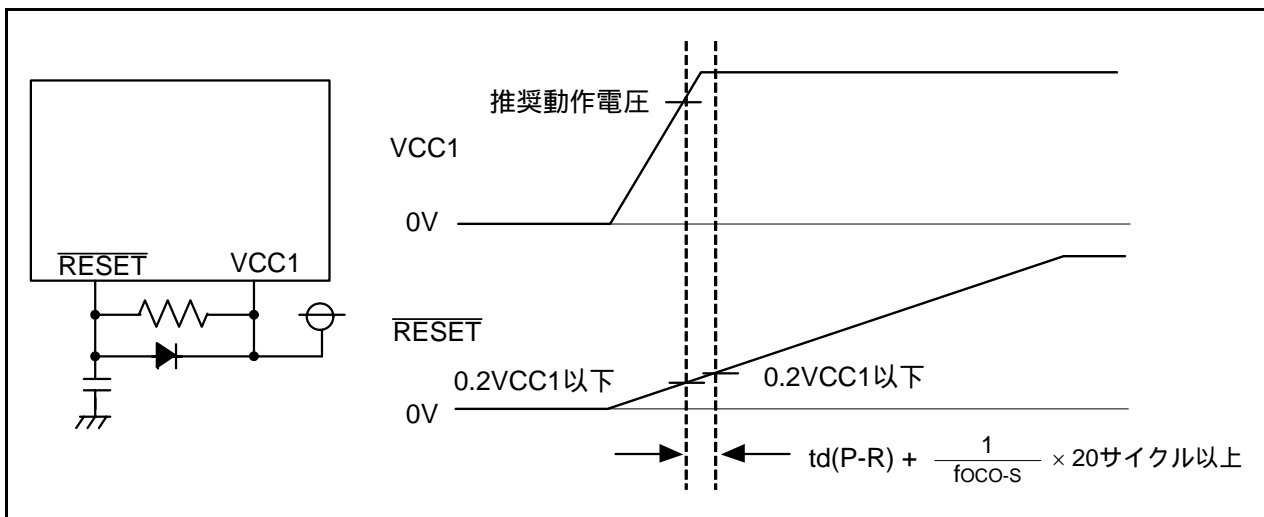 推奨動作電圧
VCC1
0V
RESET VCC1
RESET
0.2VCC1以下 0.2VCC1以下
0V
td(P-R) + 1/fOCO-S × 20サイクル以上